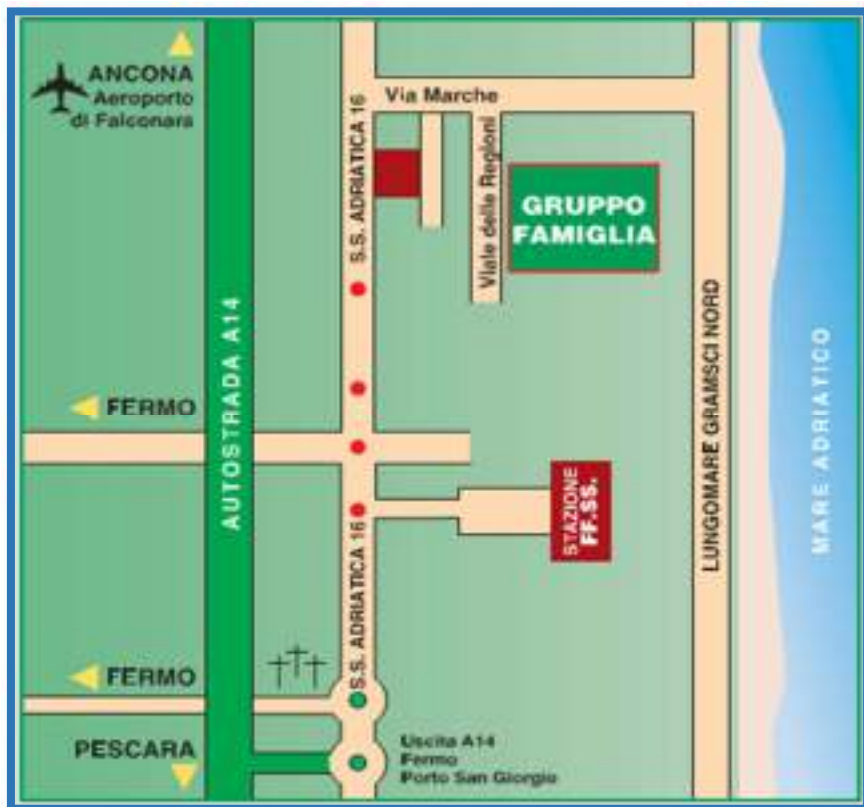 ANCONA
Aeroporto
di Falconara
S.S. ADRIATICA 16
Via Marche
Viale delle Regioni
GRUPPO
FAMIGLIA
AUTOSTRADA A14
FERMO
LUNGOMARE GRAMSCI NORD
MARE ADRIATICO
STAZIONE
FF.SS.
S.S. ADRIATICA 16
FERMO
PESCARA
Uscita A14
Fermo
Porto San Giorgio